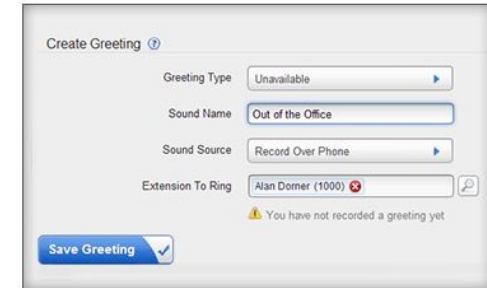 Create Greeting ?
Greeting Type Unavailable
Sound Name Out of the Office
Sound Source Record Over Phone
Extension To Ring Alan Dorner (1000)
You have not recorded a greeting yet
Save Greeting